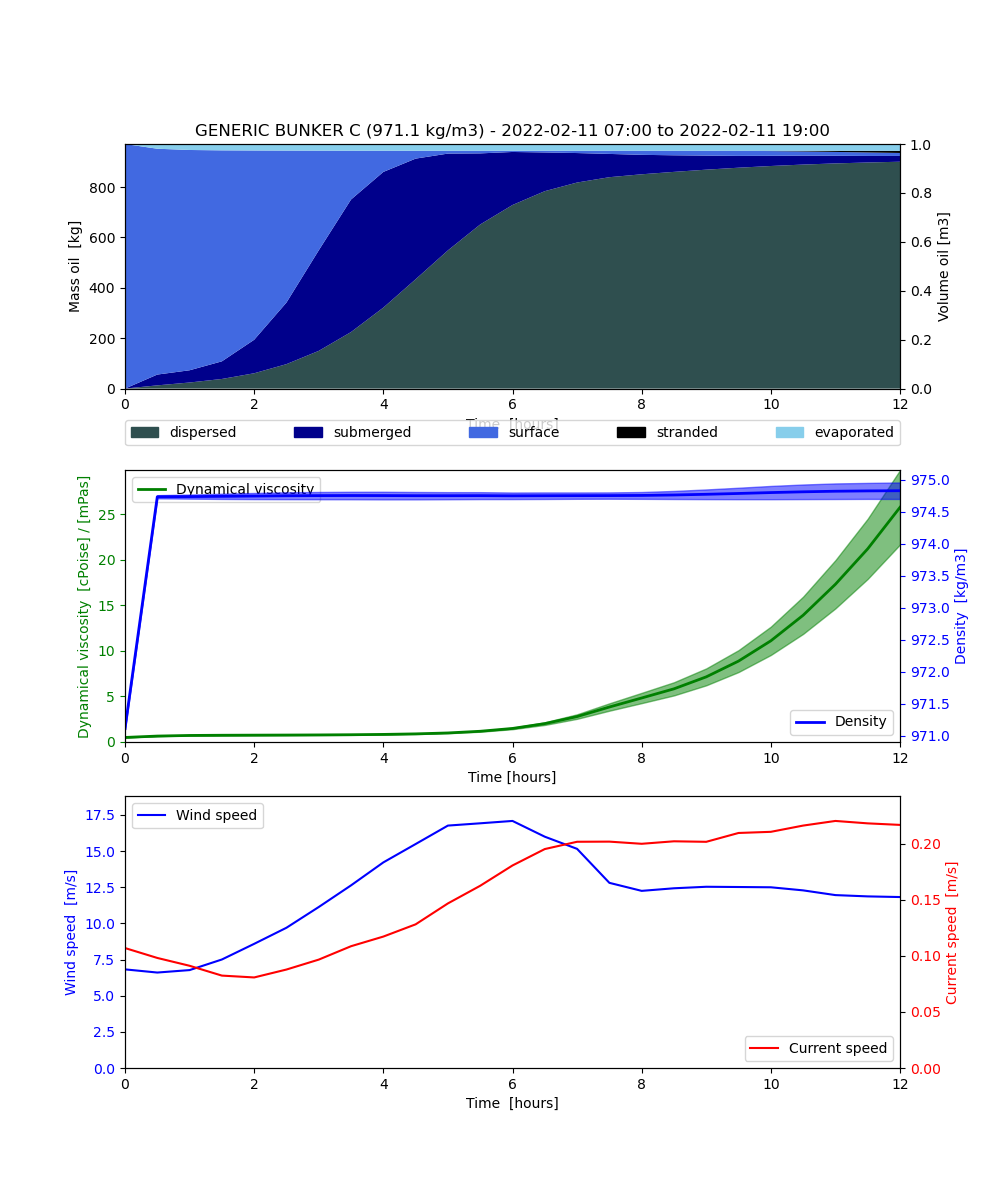 GENERIC BUNKER C (971.1 kg/m3) - 2022-02-11 07:00 to 2022-02-11 19:00
Mass oil [kg]
800
600
400
200
0
1.0
0.8
0.6
0.4
0.2
0.0
Volume oil [m3]
0 2 4 6 8 10 12
Time [hours]
dispersed submerged surface stranded evaporated
Dynamical viscosity [cPoise] / [mPas]
25
20
15
10
5
0
Dynamical viscosity
975.0
974.5
974.0
973.5
973.0
972.5
972.0
971.5
971.0
Density [kg/m3]
Density
0 2 4 6 8 10 12
Time [hours]
Wind speed [m/s]
17.5
15.0
12.5
10.0
7.5
5.0
2.5
0.0
Wind speed
0.20
0.15
0.10
0.05
0.00
Current speed [m/s]
Current speed
0 2 4 6 8 10 12
Time [hours]